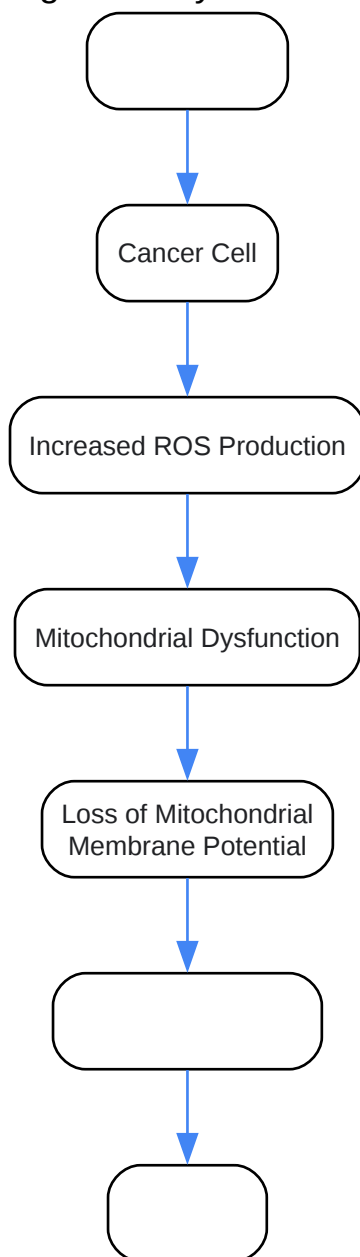 Cancer Cell
Increased ROS Production
Mitochondrial Dysfunction
Loss of Mitochondrial
Membrane Potential